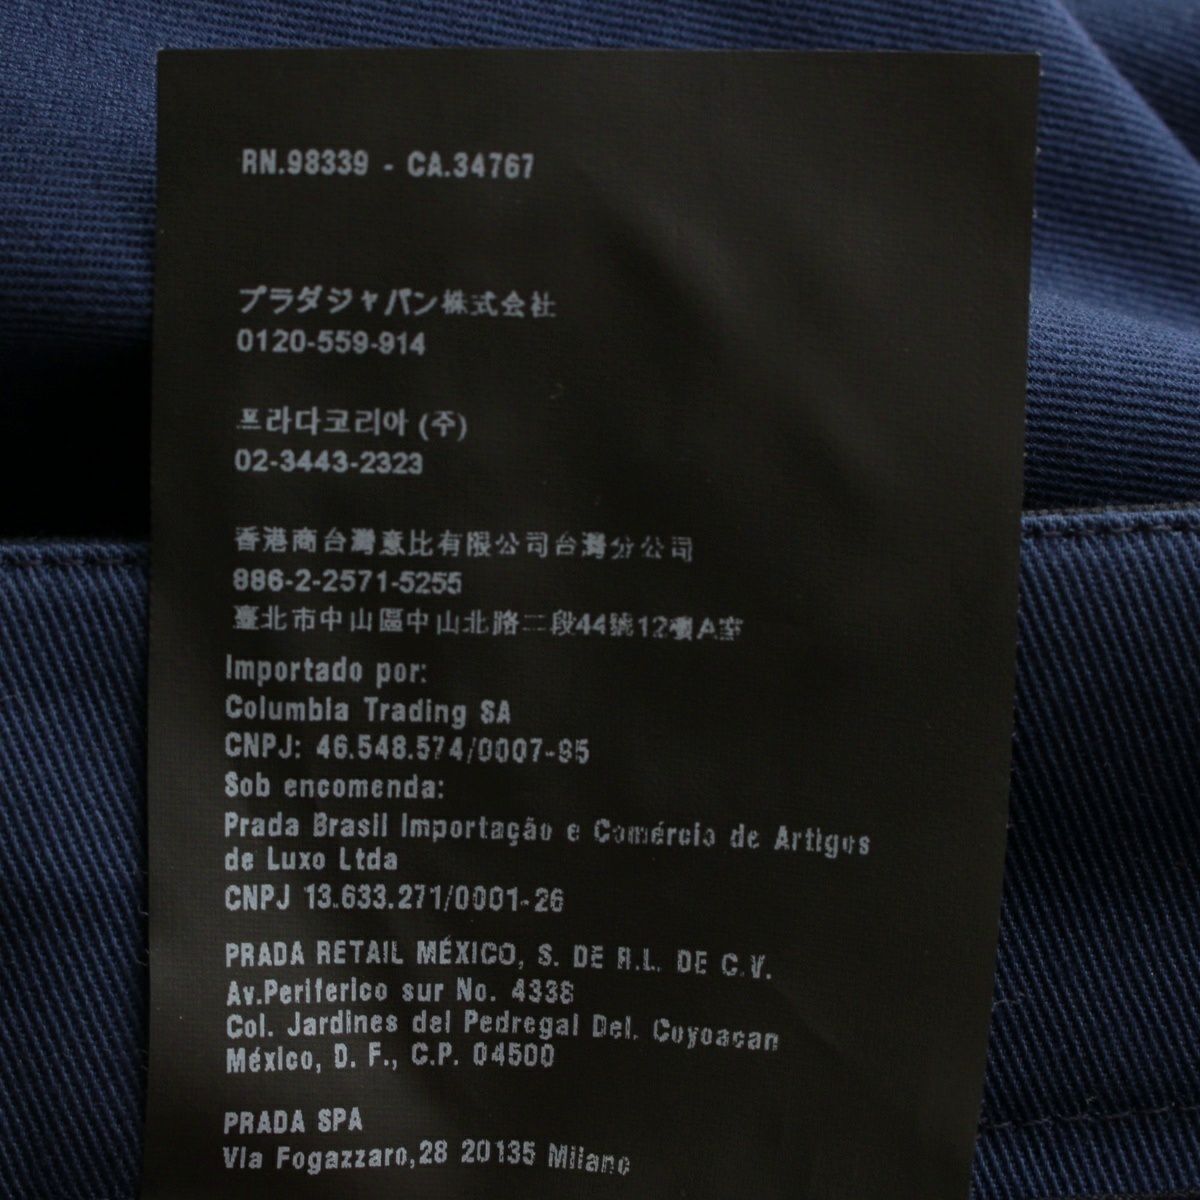 RN.98339 - CA.34767
プラダジャパン株式会社
0120-559-914
프라다코리아 (주)
02-3443-2323
香港商台灣意比有限公司台灣分公司
886-2-2571-5255
臺北市中山區中山北路二段44號12樓A室
Importado por:
Columbia Trading SA
CNPJ: 46.548.574/0007-95
Sob encomenda:
Prada Brasil Importação e Comércio de Artigos
de Luxo Ltda
CNPJ 13.633.271/0001-26
PRADA RETAIL MÉXICO, S. DE R.L. DE C.V.
Av.Periferico sur No. 4338
Col. Jardines del Pedregal Del. Coyoacan
México, D. F., C.P. 04500
PRADA SPA
Via Fogazzaro,28 20135 Milano